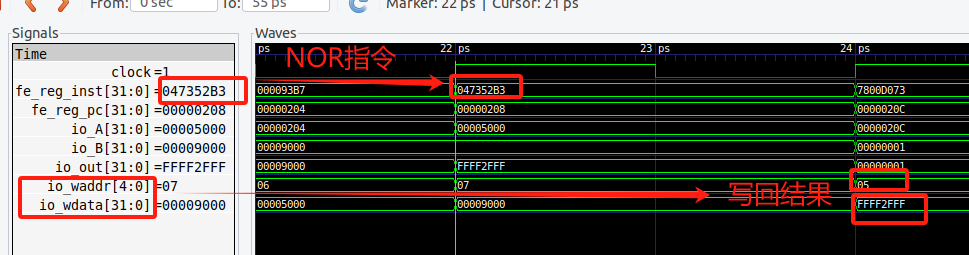 From: 0 sec To: 55 ps Marker: 22 ps | Cursor: 21 ps
Signals Waves
Time ps 22 ps 23 ps 24 ps
NOR指令
clock =1
fe_reg_inst[31:0] =047352B3 000093B7 047352B3 7800D073
fe_reg_pc[31:0] =00000208 00000204 00000208 0000020C
io_A[31:0] =00005000 00000204 00005000 0000020C
io_B[31:0] =00009000 00009000 00000001
io_out[31:0] =FFFF2FFF 00009000 FFFF2FFF 00000001
io_waddr[4:0] =07 06 07 写回结果 05
io_wdata[31:0] =00009000 00005000 00009000 FFFF2FFF